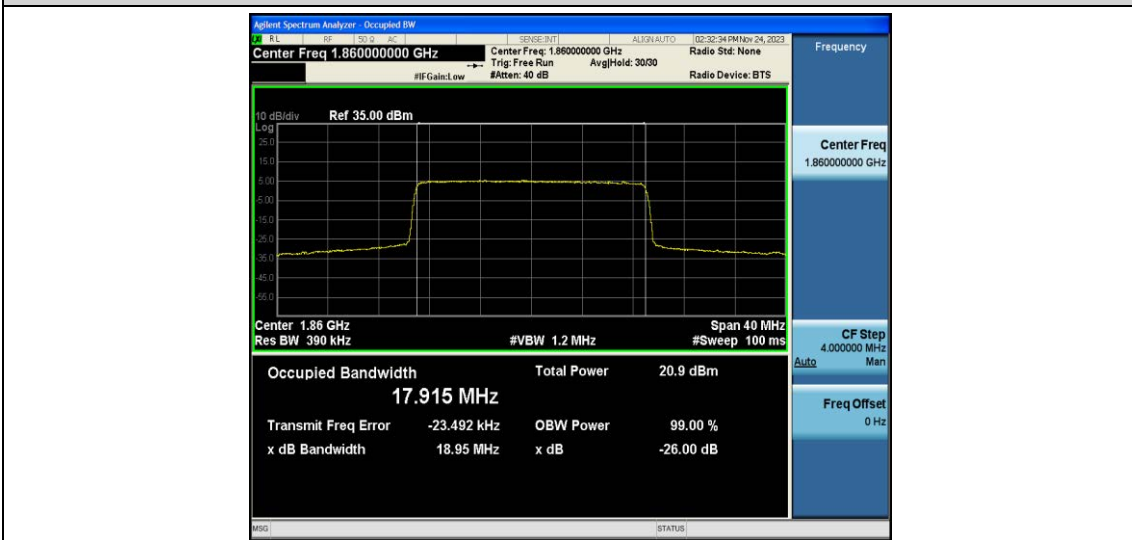 Agilent Spectrum Analyzer - Occupied BW
RL RF 50 Ω AC SENSE:INT ALIGN AUTO 02:32:34 PM Nov 24, 2023
Center Freq 1.860000000 GHz Center Freq: 1.860000000 GHz Radio Std: None
Trig: Free Run Avg|Hold: 30/30
#IFGain:Low #Atten: 40 dB Radio Device: BTS
10 dB/div Ref 35.00 dBm
Log
25.0
15.0
5.00
-5.00
-15.0
-25.0
-35.0
-45.0
-55.0
Center 1.86 GHz Span 40 MHz
Res BW 390 kHz #VBW 1.2 MHz #Sweep 100 ms
Occupied Bandwidth Total Power 20.9 dBm
17.915 MHz
Transmit Freq Error -23.492 kHz OBW Power 99.00 %
x dB Bandwidth 18.95 MHz x dB -26.00 dB
Frequency
Center Freq
1.860000000 GHz
CF Step
4.000000 MHz
Auto Man
Freq Offset
0 Hz
MSG STATUS